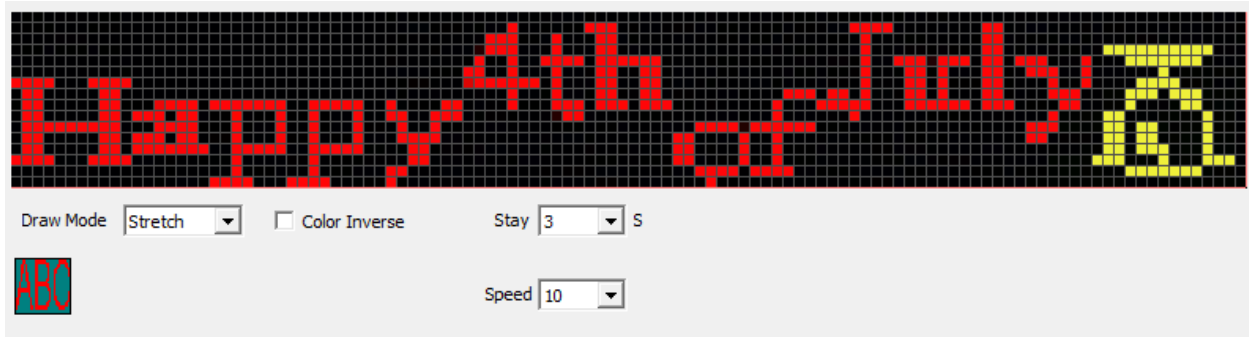 Happy 4th of July
Draw Mode Stretch Color Inverse Stay 3 S
ABC
Speed 10